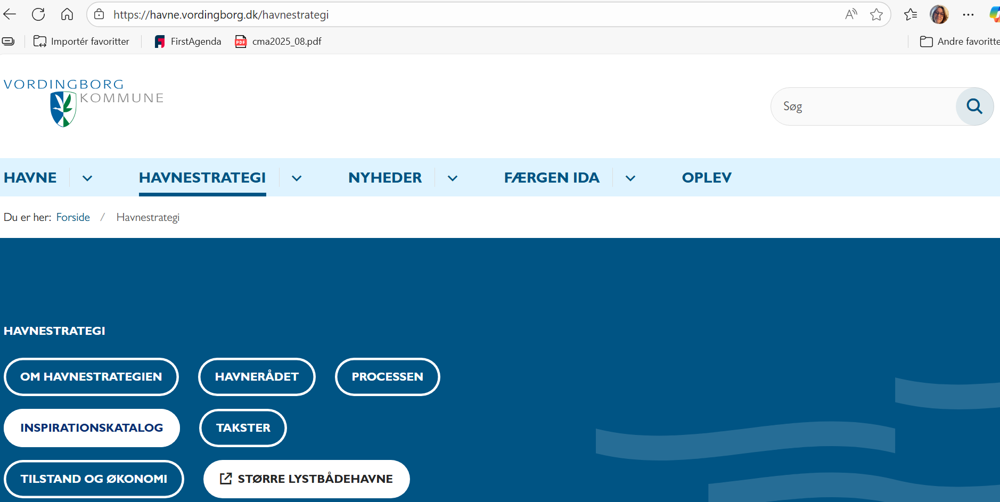 https://havne.vordingborg.dk/havnestrategi
Importér favoritter
FirstAgenda
PDF
cma2025_08.pdf
Andre favoritte
VORDINGBORG
KOMMUNE
Søg
HAVNE
HAVNESTRATEGI
NYHEDER
FÆRGEN IDA
OPLEV
Du er her: Forside / Havnestrategi
HAVNESTRATEGI
OM HAVNESTRATEGIEN
HAVNERÅDET
PROCESSEN
INSPIRATIONSKATALOG
TAKSTER
TILSTAND OG ØKONOMI
STØRRE LYSTBÅDEHAVNE